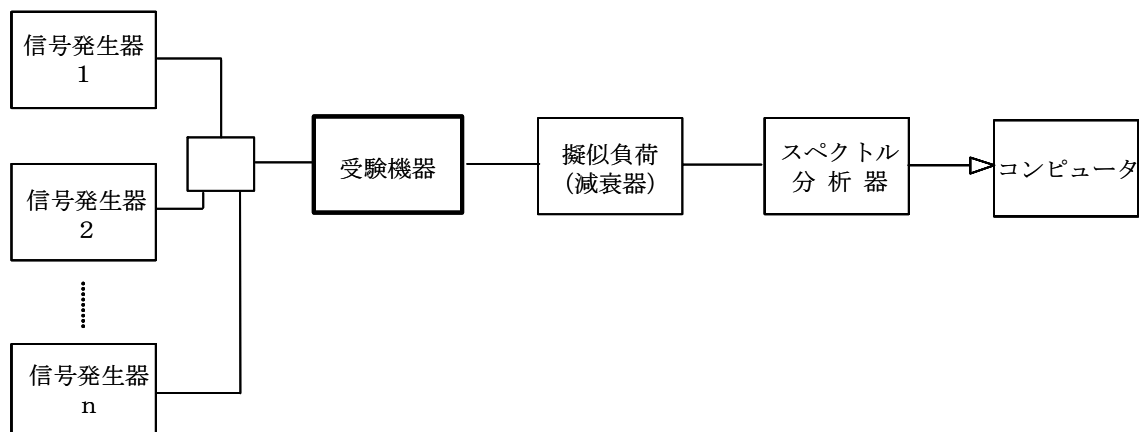 信号発生器
1
信号発生器
2
信号発生器
n
受験機器
擬似負荷
(減衰器)
スペクトル
分 析 器
コンピュータ